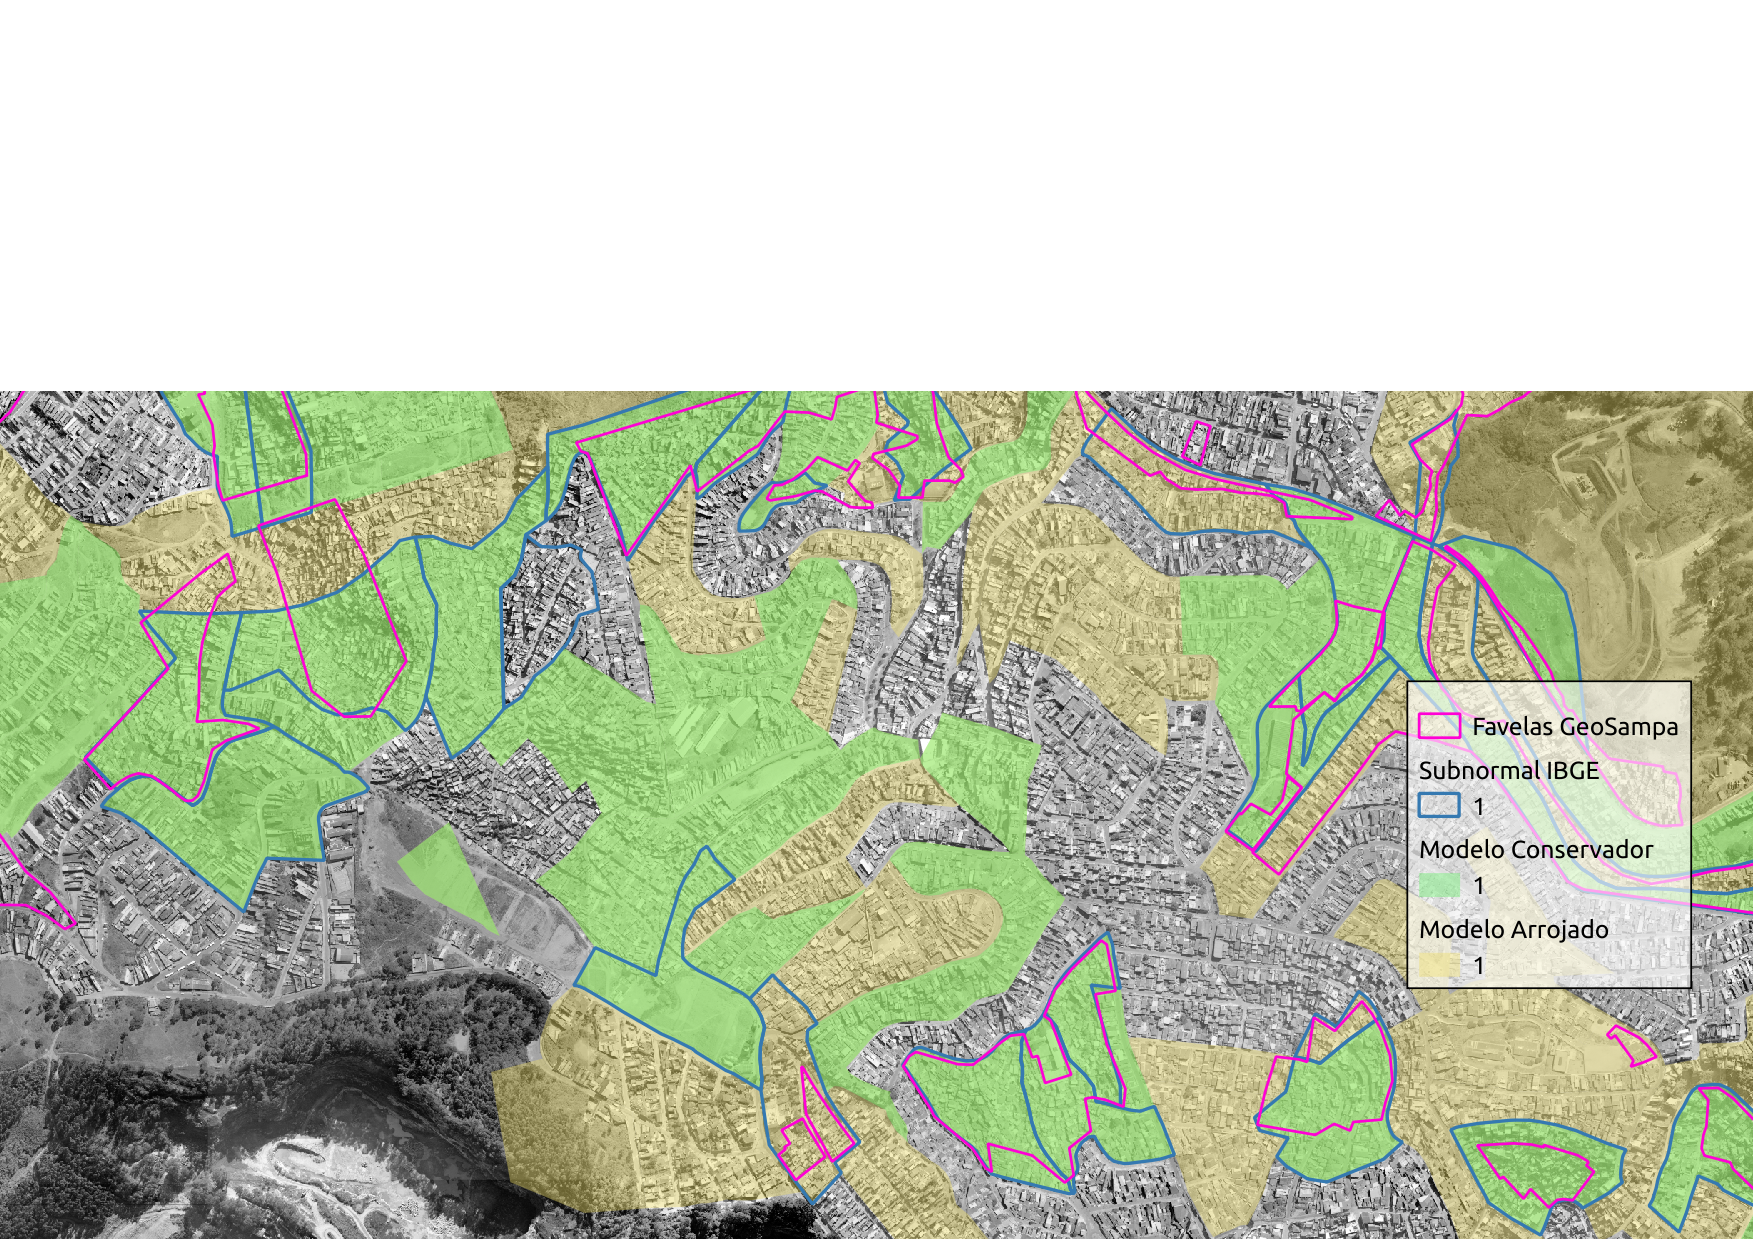 Favelas GeoSampa
Subnormal IBGE
1
Modelo Conservador
1
Modelo Arrojado
1